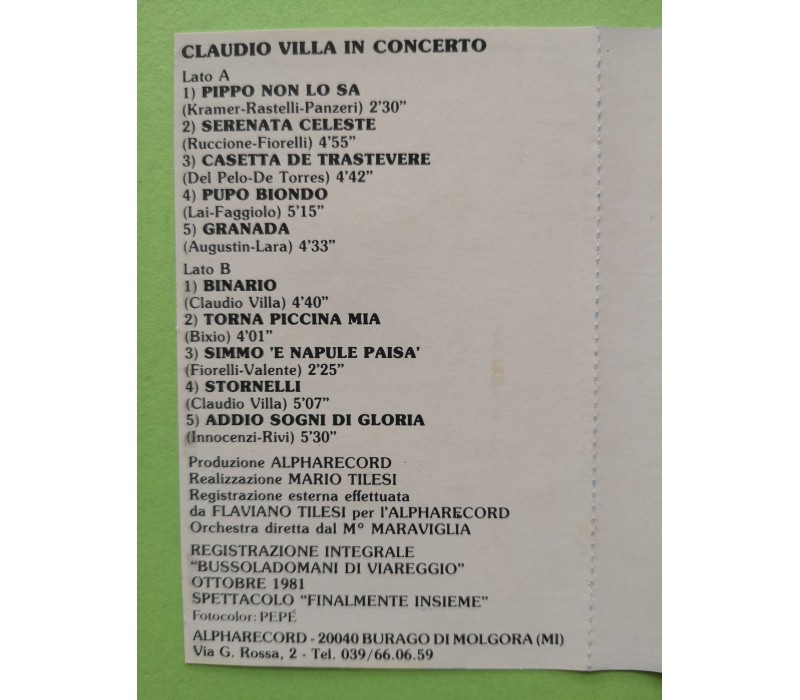 CLAUDIO VILLA IN CONCERTO
Lato A
1) PIPPO NON LO SA
(Kramer-Rastelli-Panzeri) 2'30"
2) SERENATA CELESTE
(Ruccione-Fiorelli) 4'55"
3) CASETTA DE TRASTEVERE
(Del Pelo-De Torres) 4'42"
4) PUPO BIONDO
(Lai-Faggiolo) 5'15"
5) GRANADA
(Augustin-Lara) 4'33"
Lato B
1) BINARIO
(Claudio Villa) 4'40"
2) TORNA PICCINA MIA
(Bixio) 4'01"
3) SIMMO 'E NAPULE PAISA'
(Fiorelli-Valente) 2'25"
4) STORNELLI
(Claudio Villa) 5'07"
5) ADDIO SOGNI DI GLORIA
(Innocenzi-Rivi) 5'30"
Produzione ALPHARECORD
Realizzazione MARIO TILESI
Registrazione esterna effettuata
da FLAVIANO TILESI per l'ALPHARECORD
Orchestra diretta dal Mº MARAVIGLIA
REGISTRAZIONE INTEGRALE
"BUSSOLADOMANI DI VIAREGGIO"
OTTOBRE 1981
SPETTACOLO "FINALMENTE INSIEME"
Fotocolor: PEPÉ
ALPHARECORD - 20040 BURAGO DI MOLGORA (MI)
Via G. Rossa, 2 - Tel. 039/66.06.59